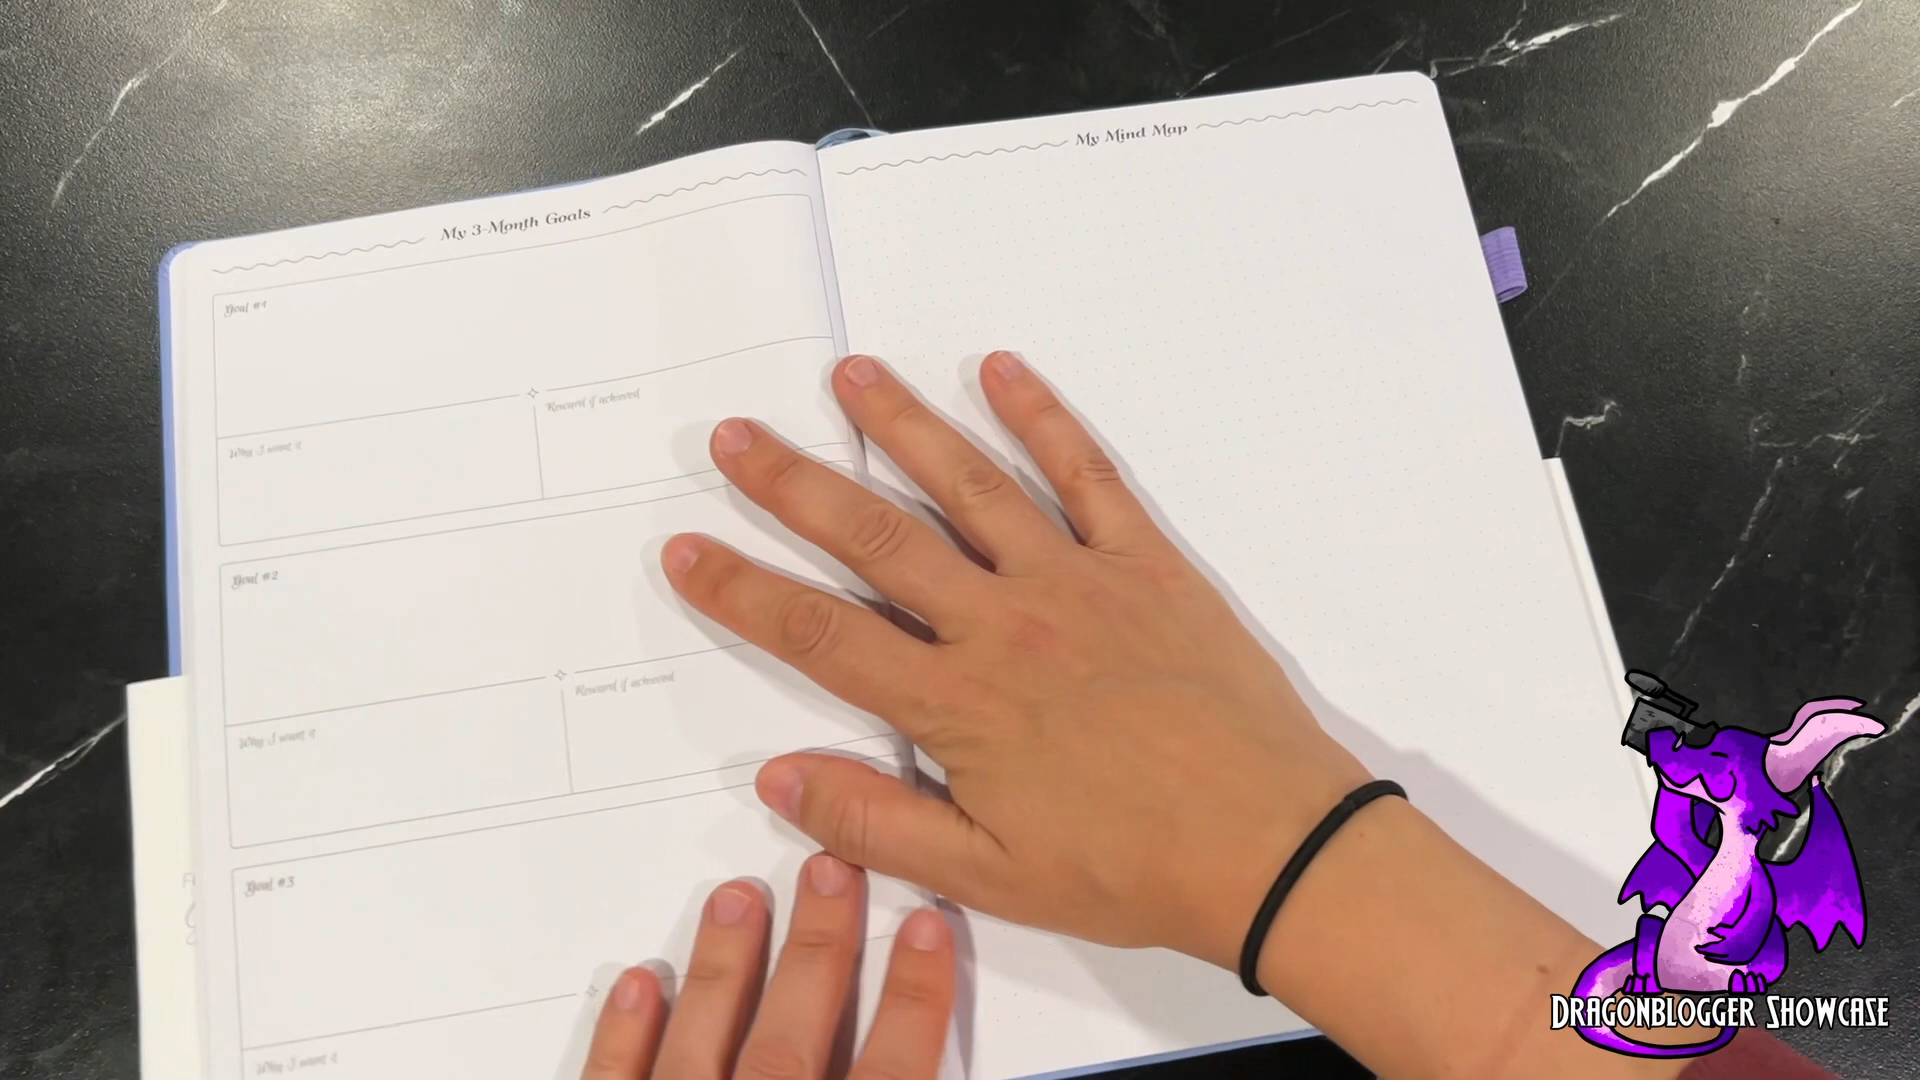 My 3-Month Goals
Goal #1
Why I want it
Reward if achieved
Goal #2
Why I want it
Reward if achieved
Goal #3
Why I want it
My Mind Map
DRAGONBLOGGER SHOWCASE